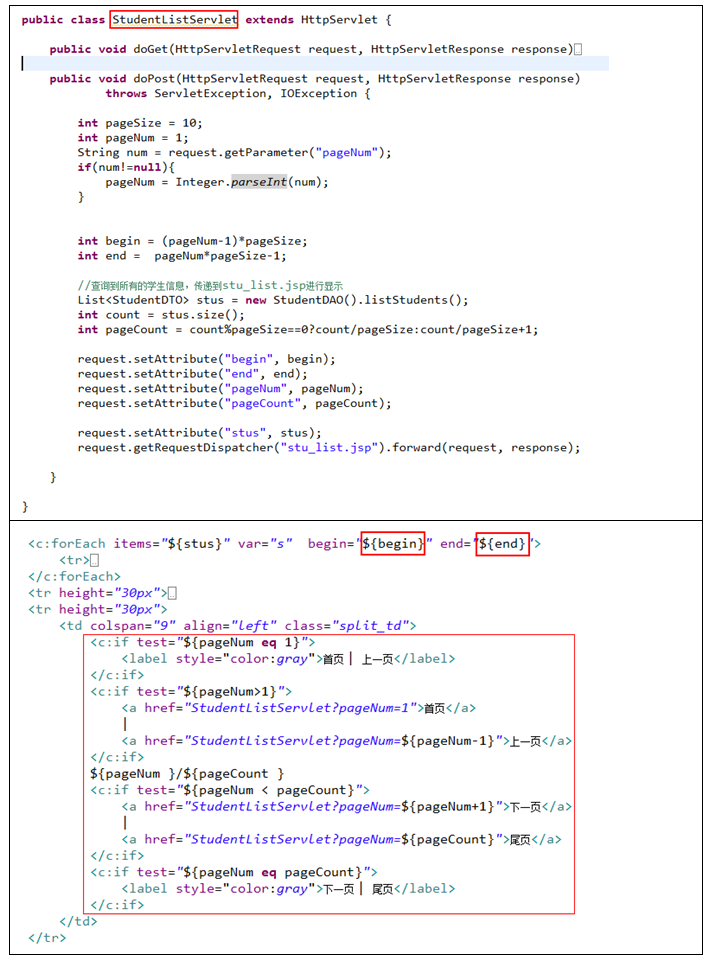 public class StudentListServlet extends HttpServlet {
public void doGet(HttpServletRequest request, HttpServletResponse response)
public void doPost(HttpServletRequest request, HttpServletResponse response)
throws ServletException, IOException {
int pageSize = 10;
int pageNum = 1;
String num = request.getParameter("pageNum");
if(num!=null){
pageNum = Integer.parseInt(num);
}
int begin = (pageNum-1)*pageSize;
int end =  pageNum*pageSize-1;
//查询到所有的学生信息，传递到stu_list.jsp进行显示
List<StudentDTO> stus = new StudentDAO().listStudents();
int count = stus.size();
int pageCount = count%pageSize==0?count/pageSize:count/pageSize+1;
request.setAttribute("begin", begin);
request.setAttribute("end", end);
request.setAttribute("pageNum", pageNum);
request.setAttribute("pageCount", pageCount);
request.setAttribute("stus", stus);
request.getRequestDispatcher("stu_list.jsp").forward(request, response);
}
}
<c:forEach items="${stus}" var="s"  begin="${begin}" end="${end}">
<tr>
</c:forEach>
<tr height="30px">
<tr height="30px">
<td colspan="9" align="left" class="split_td">
<c:if test="${pageNum eq 1}">
<label style="color:gray">首页 | 上一页</label>
</c:if>
<c:if test="${pageNum>1}">
<a href="StudentListServlet?pageNum=1">首页</a>
|
<a href="StudentListServlet?pageNum=${pageNum-1}">上一页</a>
</c:if>
${pageNum }/${pageCount }
<c:if test="${pageNum < pageCount}">
<a href="StudentListServlet?pageNum=${pageNum+1}">下一页</a>
|
<a href="StudentListServlet?pageNum=${pageCount}">尾页</a>
</c:if>
<c:if test="${pageNum eq pageCount}">
<label style="color:gray">下一页 | 尾页</label>
</c:if>
</td>
</tr>